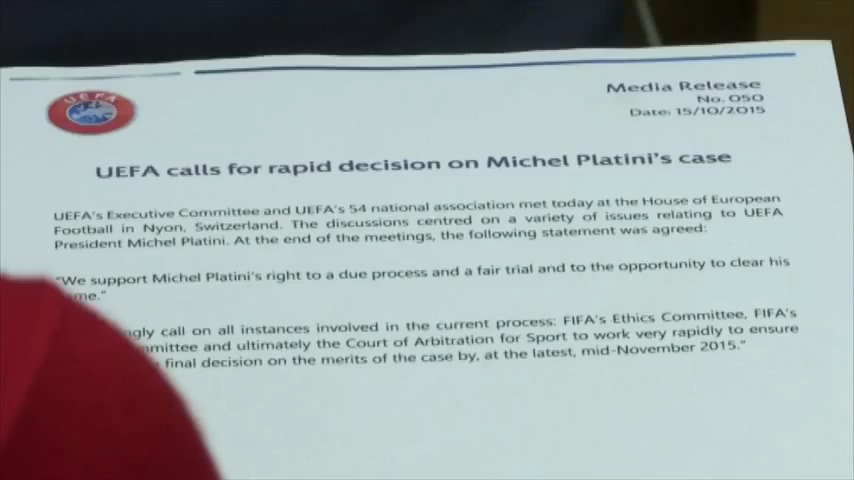 UEFA
Media Release
No. 050
Date: 15/10/2015
UEFA calls for rapid decision on Michel Platini's case
UEFA's Executive Committee and UEFA's 54 national association met today at the House of European
Football in Nyon, Switzerland. The discussions centred on a variety of issues relating to UEFA
President Michel Platini. At the end of the meetings, the following statement was agreed:
"We support Michel Platini's right to a due process and a fair trial and to the opportunity to clear his
call on all instances involved in the current process: FIFA's Ethics Committee, FIFA's
and ultimately the Court of Arbitration for Sport to work very rapidly to ensure
final decision on the merits of the case by, at the latest, mid-November 2015."